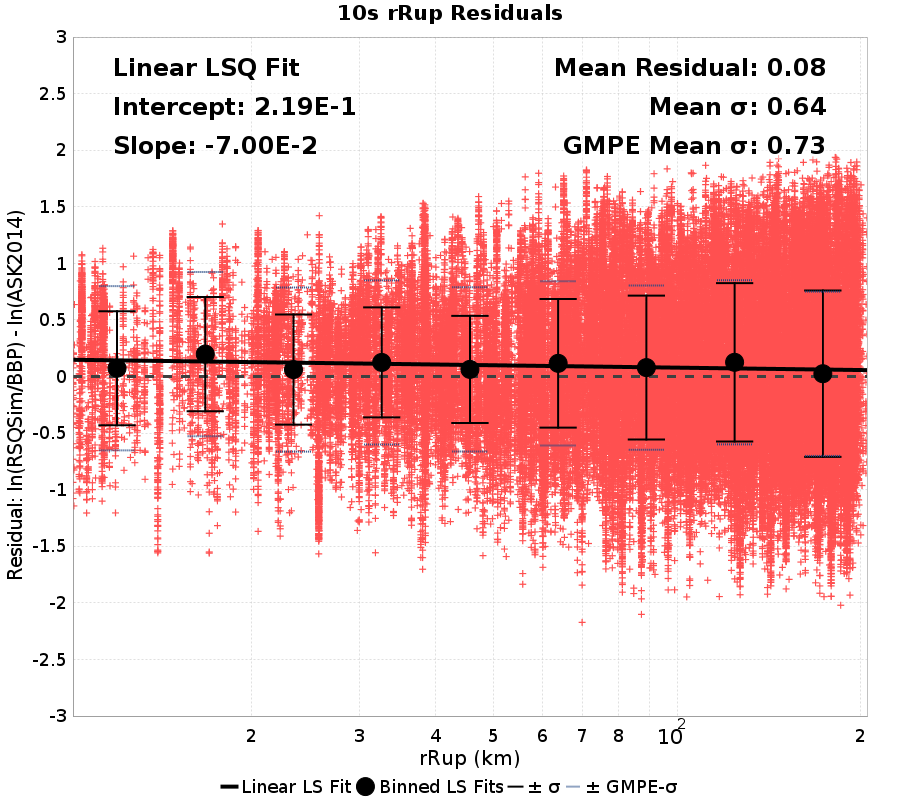 10s rRup Residuals
Linear LSQ Fit
Intercept: 2.19E-1
Slope: -7.00E-2
Mean Residual: 0.08
Mean σ: 0.64
GMPE Mean σ: 0.73
Residual: ln(RSQSim/BBP) - ln(ASK2014)
3
2.5
2
1.5
1
0.5
0
-0.5
-1
-1.5
-2
-2.5
-3
2 3 4 5 6 7 8 10² 2
rRup (km)
Linear LS Fit Binned LS Fits ± σ ± GMPE-σ